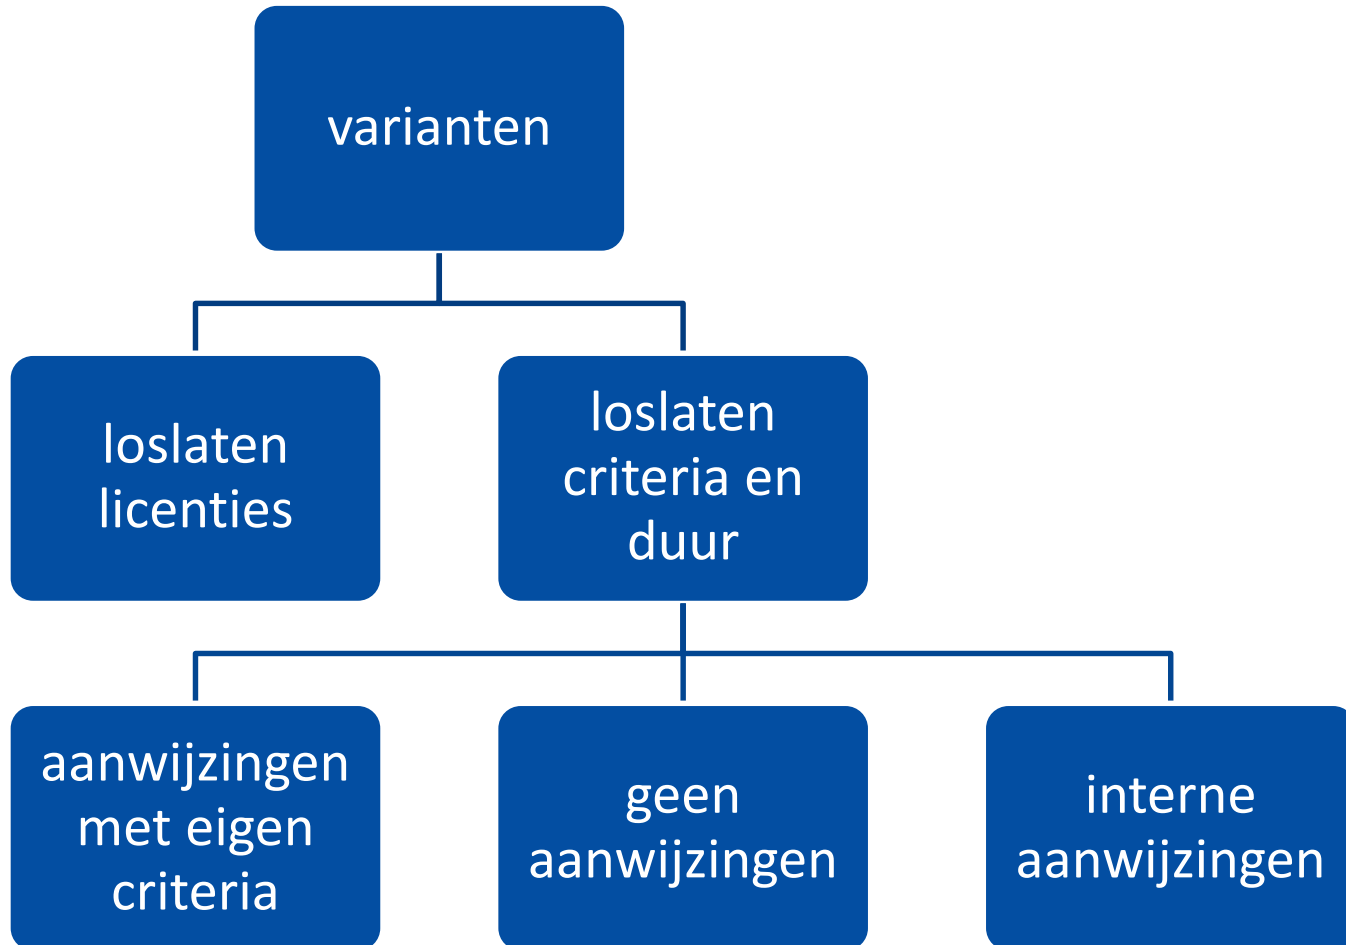 varianten
loslaten
licenties
loslaten
criteria en
duur
aanwijzingen
met eigen
criteria
geen
aanwijzingen
interne
aanwijzingen